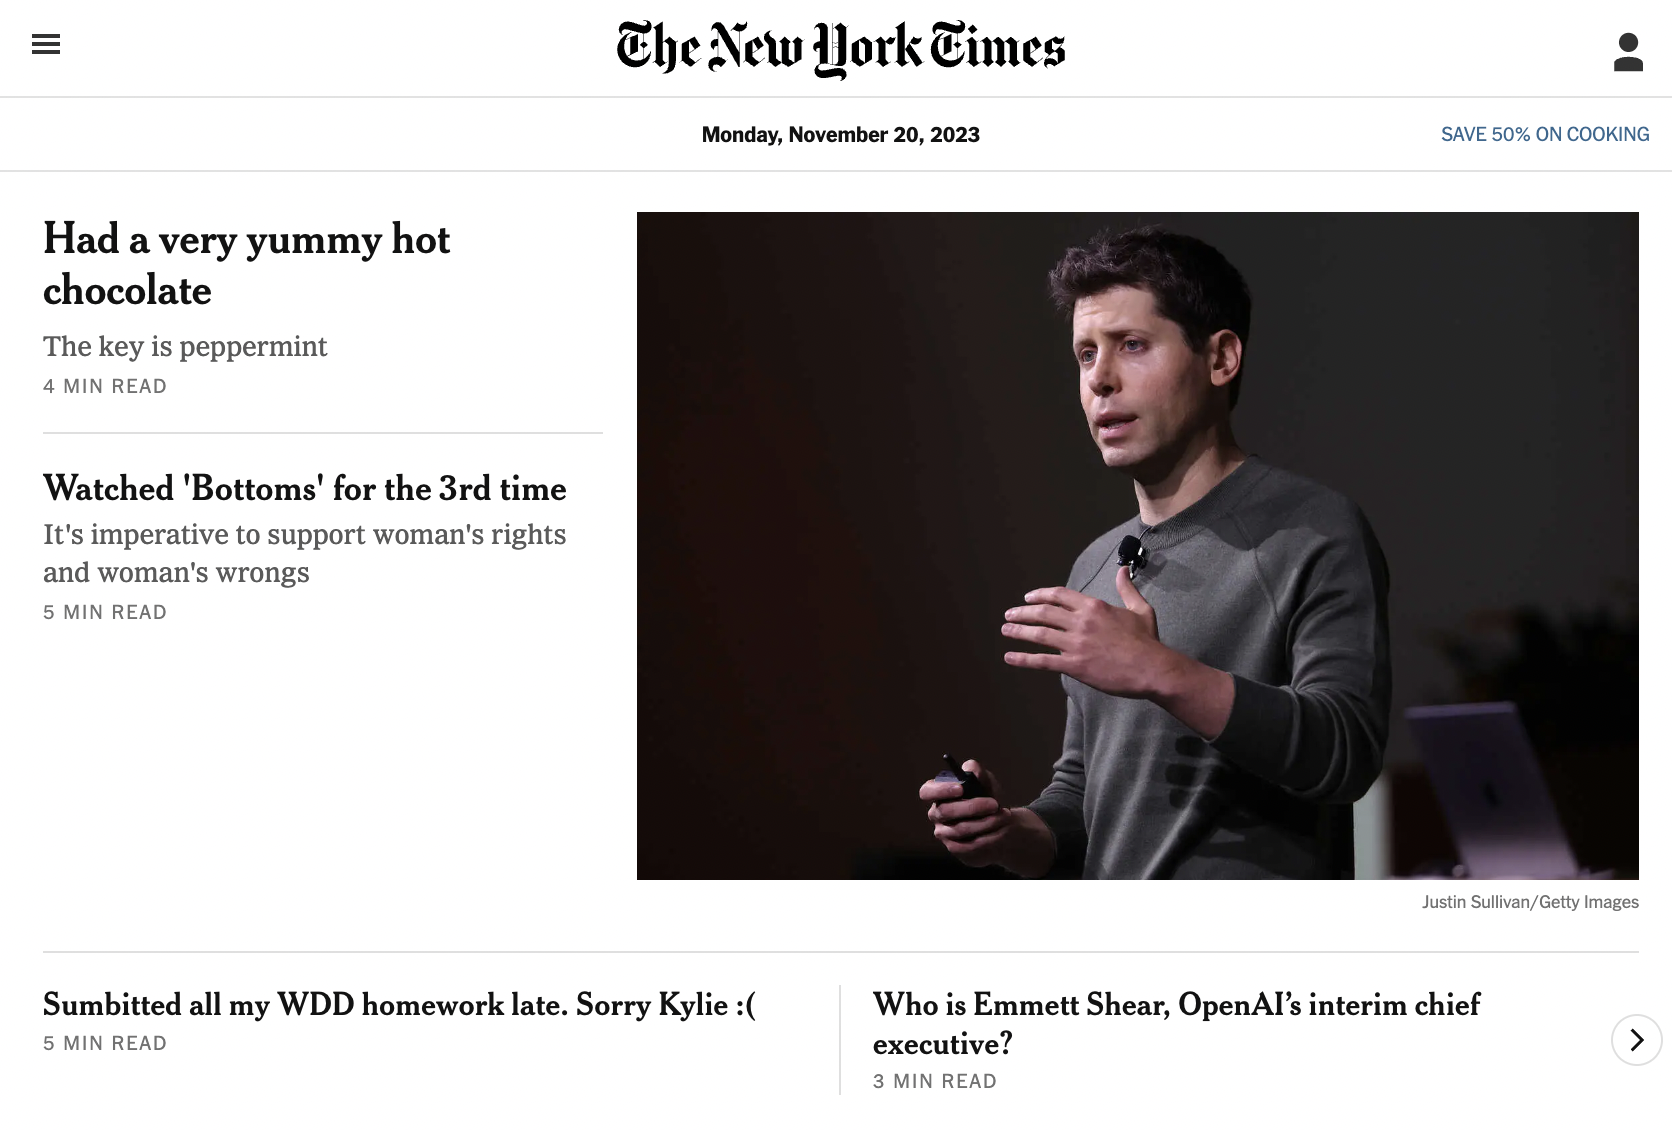 The New York Times
Monday, November 20, 2023
SAVE 50% ON COOKING
Had a very yummy hot
chocolate
The key is peppermint
4 MIN READ
Watched 'Bottoms' for the 3rd time
It's imperative to support woman's rights
and woman's wrongs
5 MIN READ
Justin Sullivan/Getty Images
Sumbitted all my WDD homework late. Sorry Kylie :(
5 MIN READ
Who is Emmett Shear, OpenAI’s interim chief
executive?
3 MIN READ